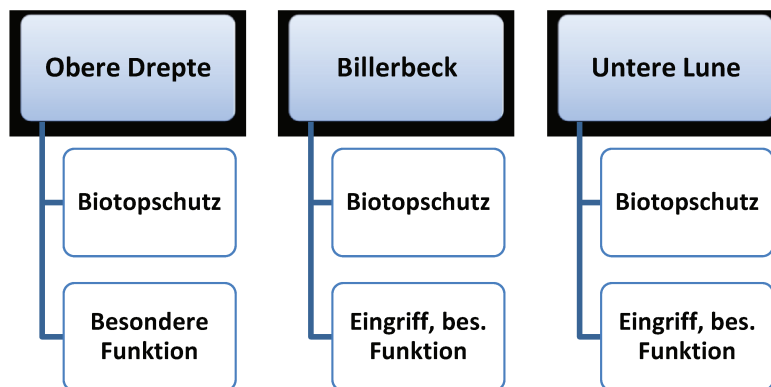 Obere Drepte
Biotopschutz
Besondere
Funktion
Billerbeck
Biotopschutz
Eingriff, bes.
Funktion
Untere Lune
Biotopschutz
Eingriff, bes.
Funktion